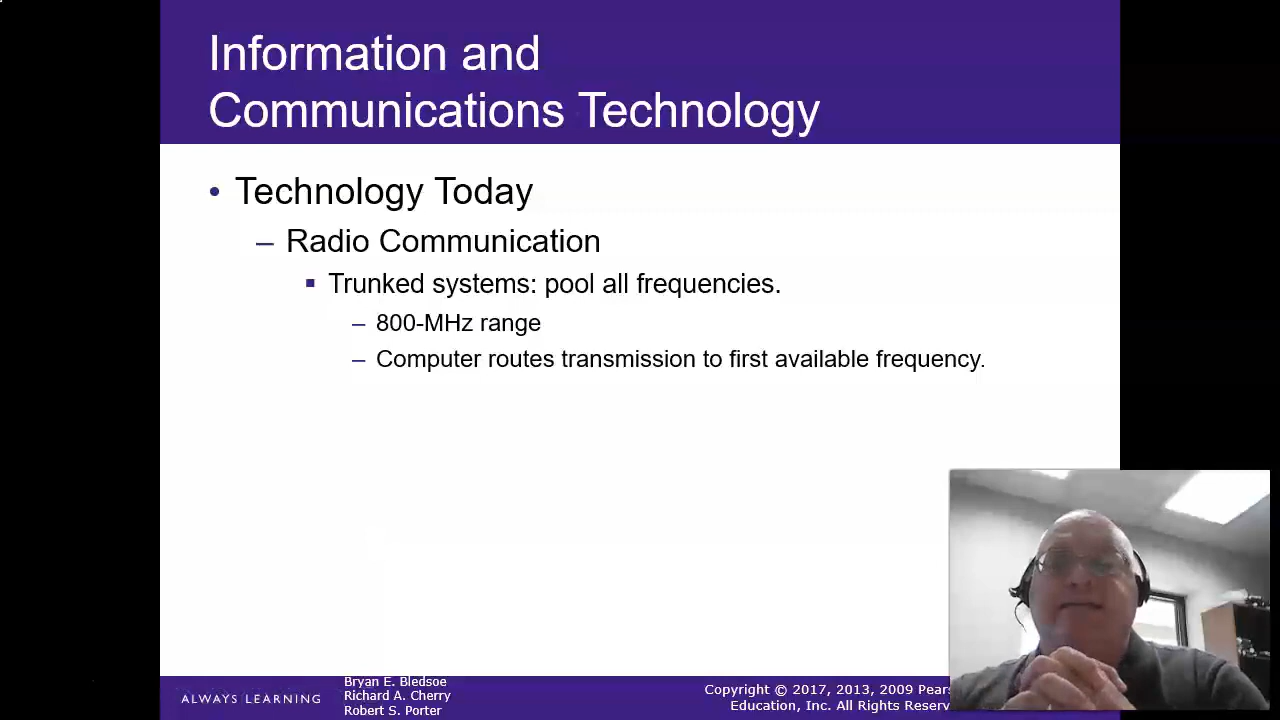 Information and
Communications Technology
• Technology Today
– Radio Communication
▪ Trunked systems: pool all frequencies.
– 800-MHz range
– Computer routes transmission to first available frequency.
ALWAYS LEARNING
Bryan E. Bledsoe
Richard A. Cherry
Robert S. Porter
Copyright © 2017, 2013, 2009
Education, Inc. All Rights